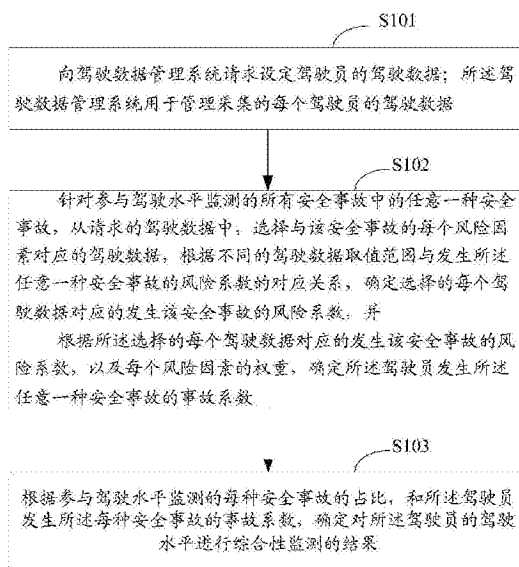 S101
向驾驶数据管理系统请求设定驾驶员的驾驶数据；所述驾
驶数据管理系统用于管理采集的每个驾驶员的驾驶数据
S102
针对参与驾驶水平监测的所有安全事故中的任意一种安全
事故，从请求的驾驶数据中，选择与该安全事故的每个风险因
素对应的驾驶数据，根据不同的驾驶数据取值范围与发生所述
任意一种安全事故的风险系数的对应关系，确定选择的每个驾
驶数据对应的发生该安全事故的风险系数，并
根据所述选择的每个驾驶数据对应的发生该安全事故的风
险系数，以及每个风险因素的权重，确定所述驾驶员发生所述
任意一种安全事故的事故系数
S103
根据参与驾驶水平监测的每种安全事故的占比，和所述驾驶员
发生所述每种安全事故的事故系数，确定对所述驾驶员的驾驶
水平进行综合性监测的结果